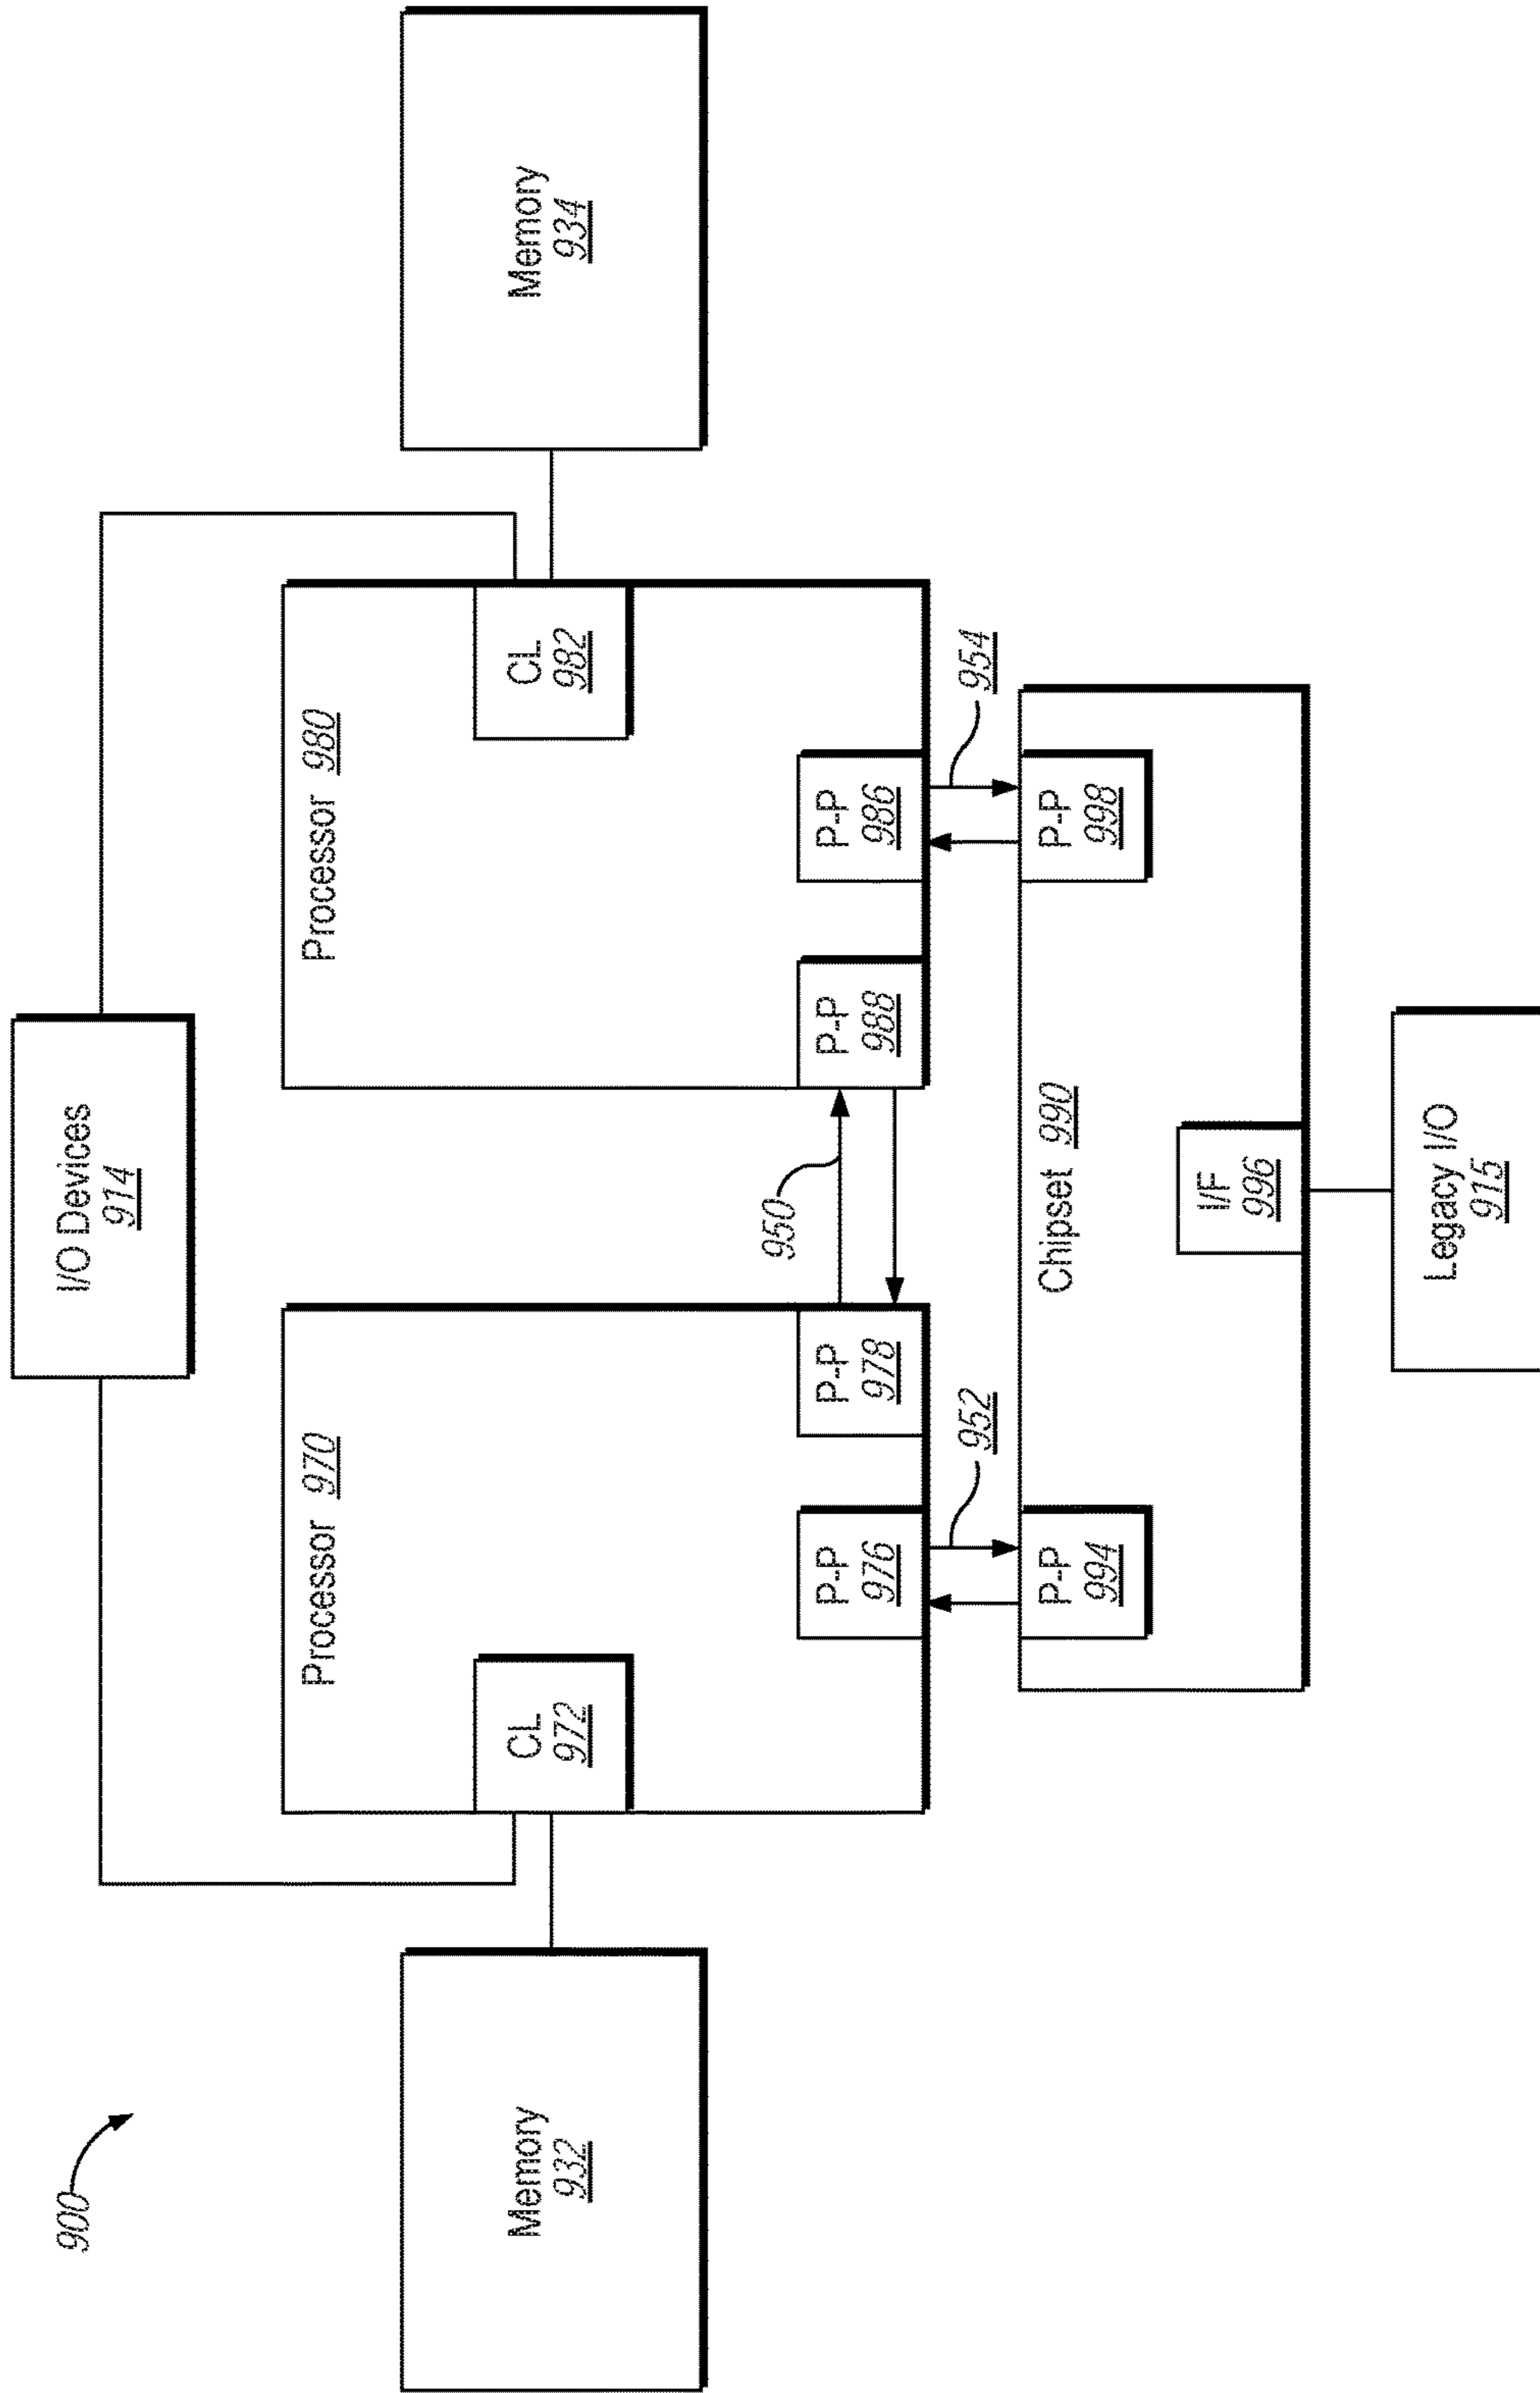 900
I/O Devices
914
Memory
932
Processor 970
CL
972
P-P
976
P-P
978
950
Processor 980
CL
982
P-P
988
P-P
986
Memory
934
952
954
Chipset 990
P-P
994
P-P
998
I/F
996
Legacy I/O
915